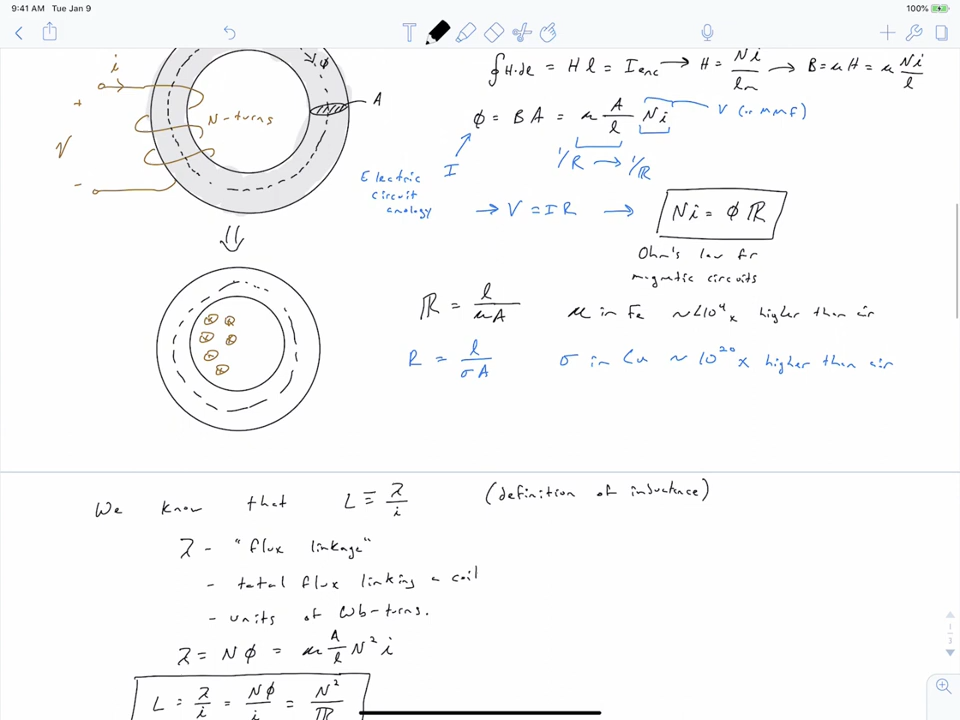 9:41 AM Tue Jan 9
100%
i
ϕ
A
N-turns
+
V
-
∮H·dl = Hl = Ienc → H = Ni/lm → B = μH = μ Ni/l
ϕ = BA = μ A/l Ni
V (or mmf)
1/R → 1/ℝ
I
Electric
circuit
analogy
→ V = IR →
Ni = ϕℝ
Ohm's law for
magnetic circuits
ℝ = l/μA
μ in Fe ~<10⁴x higher than air
R = l/σA
σ in Cu ~10²⁰x higher than air
We know that L ≡ λ/i (definition of inductance)
λ - "flux linkage"
- total flux linking a coil
- units of Wb-turns.
λ = Nϕ = μ A/l N² i
L = λ/i = Nϕ/i = N²/ℝ